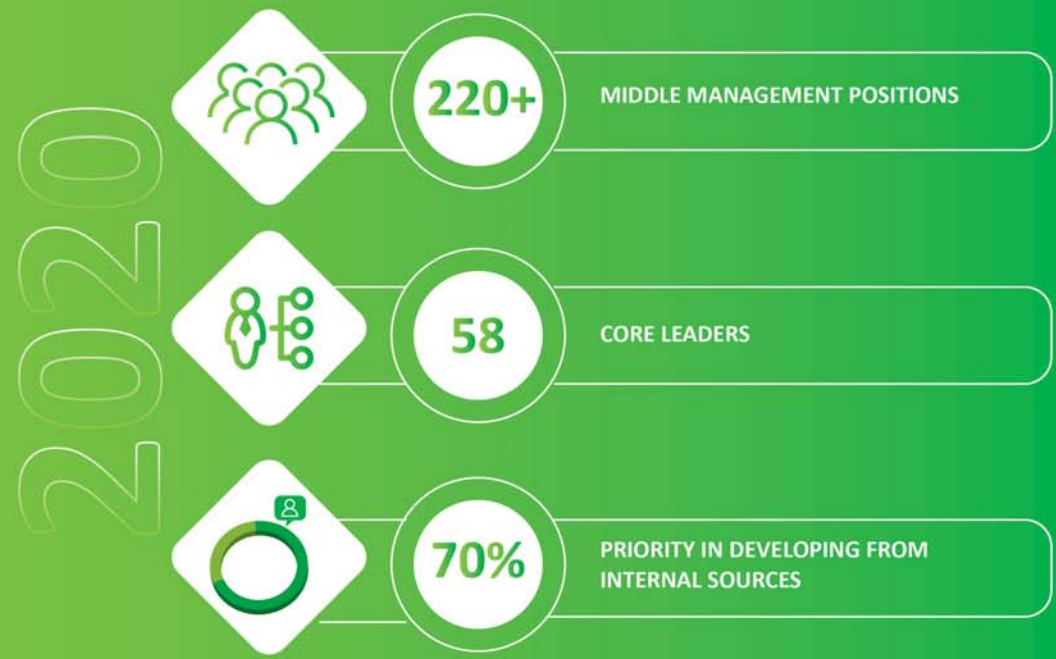 2020
220+
MIDDLE MANAGEMENT POSITIONS
58
CORE LEADERS
70%
PRIORITY IN DEVELOPING FROM
INTERNAL SOURCES